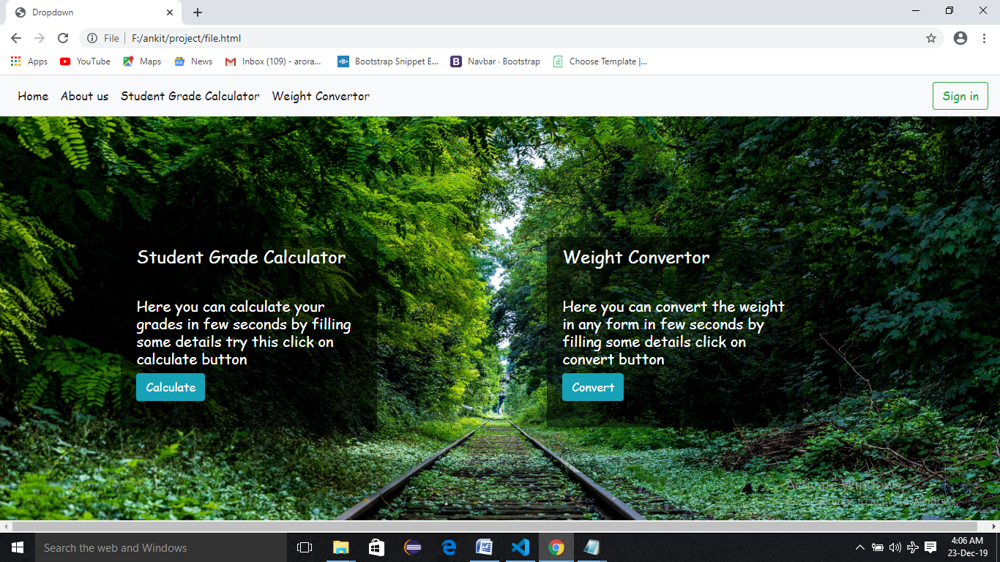 Dropdown
File
F:/ankit/project/file.html
Apps
YouTube
Maps
News
Inbox (109) - arora...
Bootstrap Snippet E...
Navbar · Bootstrap
Choose Template |...
Home
About us
Student Grade Calculator
Weight Convertor
Sign in
Student Grade Calculator
Here you can calculate your
grades in few seconds by filling
some details try this click on
calculate button
Calculate
Weight Convertor
Here you can convert the weight
in any form in few seconds by
filling some details click on
convert button
Convert
Activate Windows
Search the web and Windows
4:06 AM
23-Dec-19